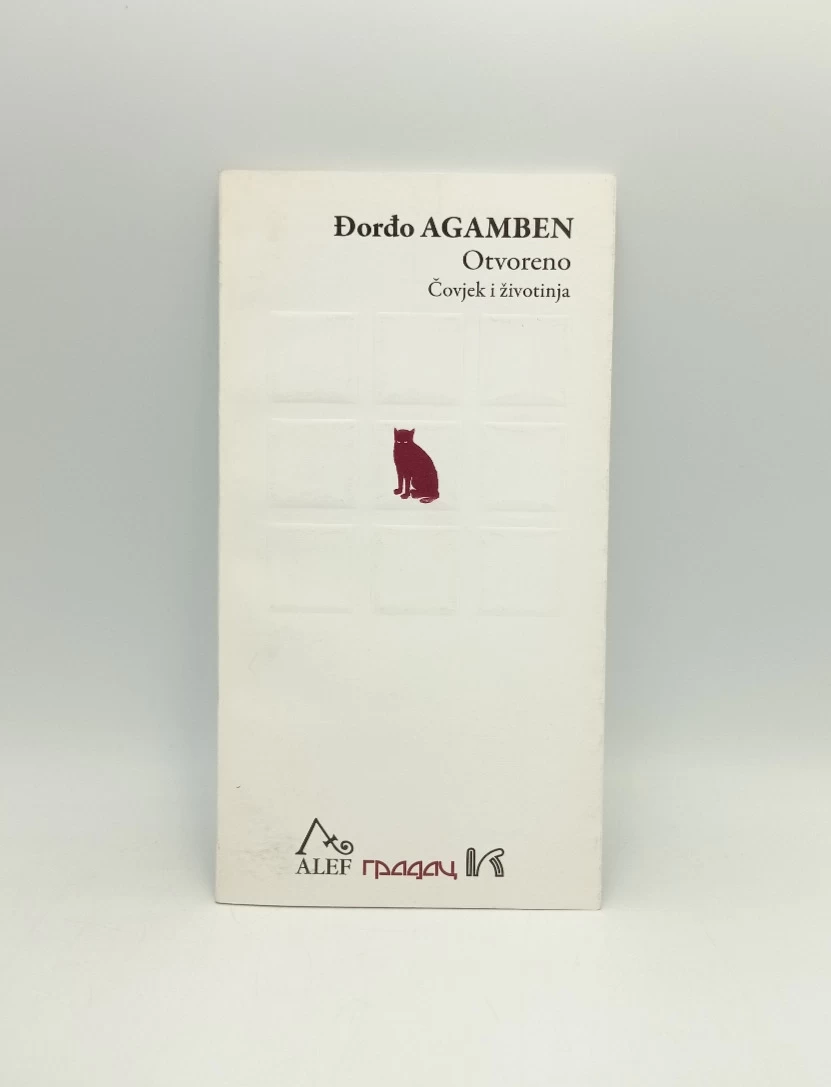 Đorđo AGAMBEN
Otvoreno
Čovjek i životinja
ALEF градац K